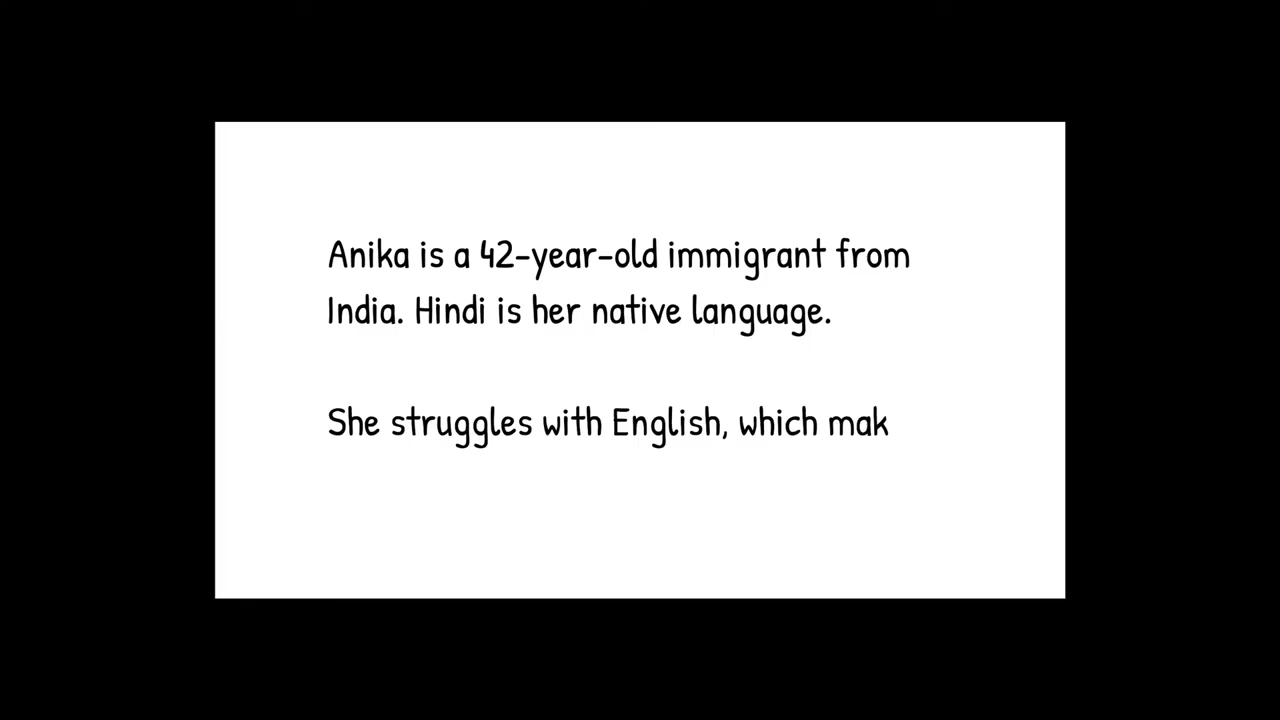 Anika is a 42-year-old immigrant from
India. Hindi is her native language.
She struggles with English, which mak